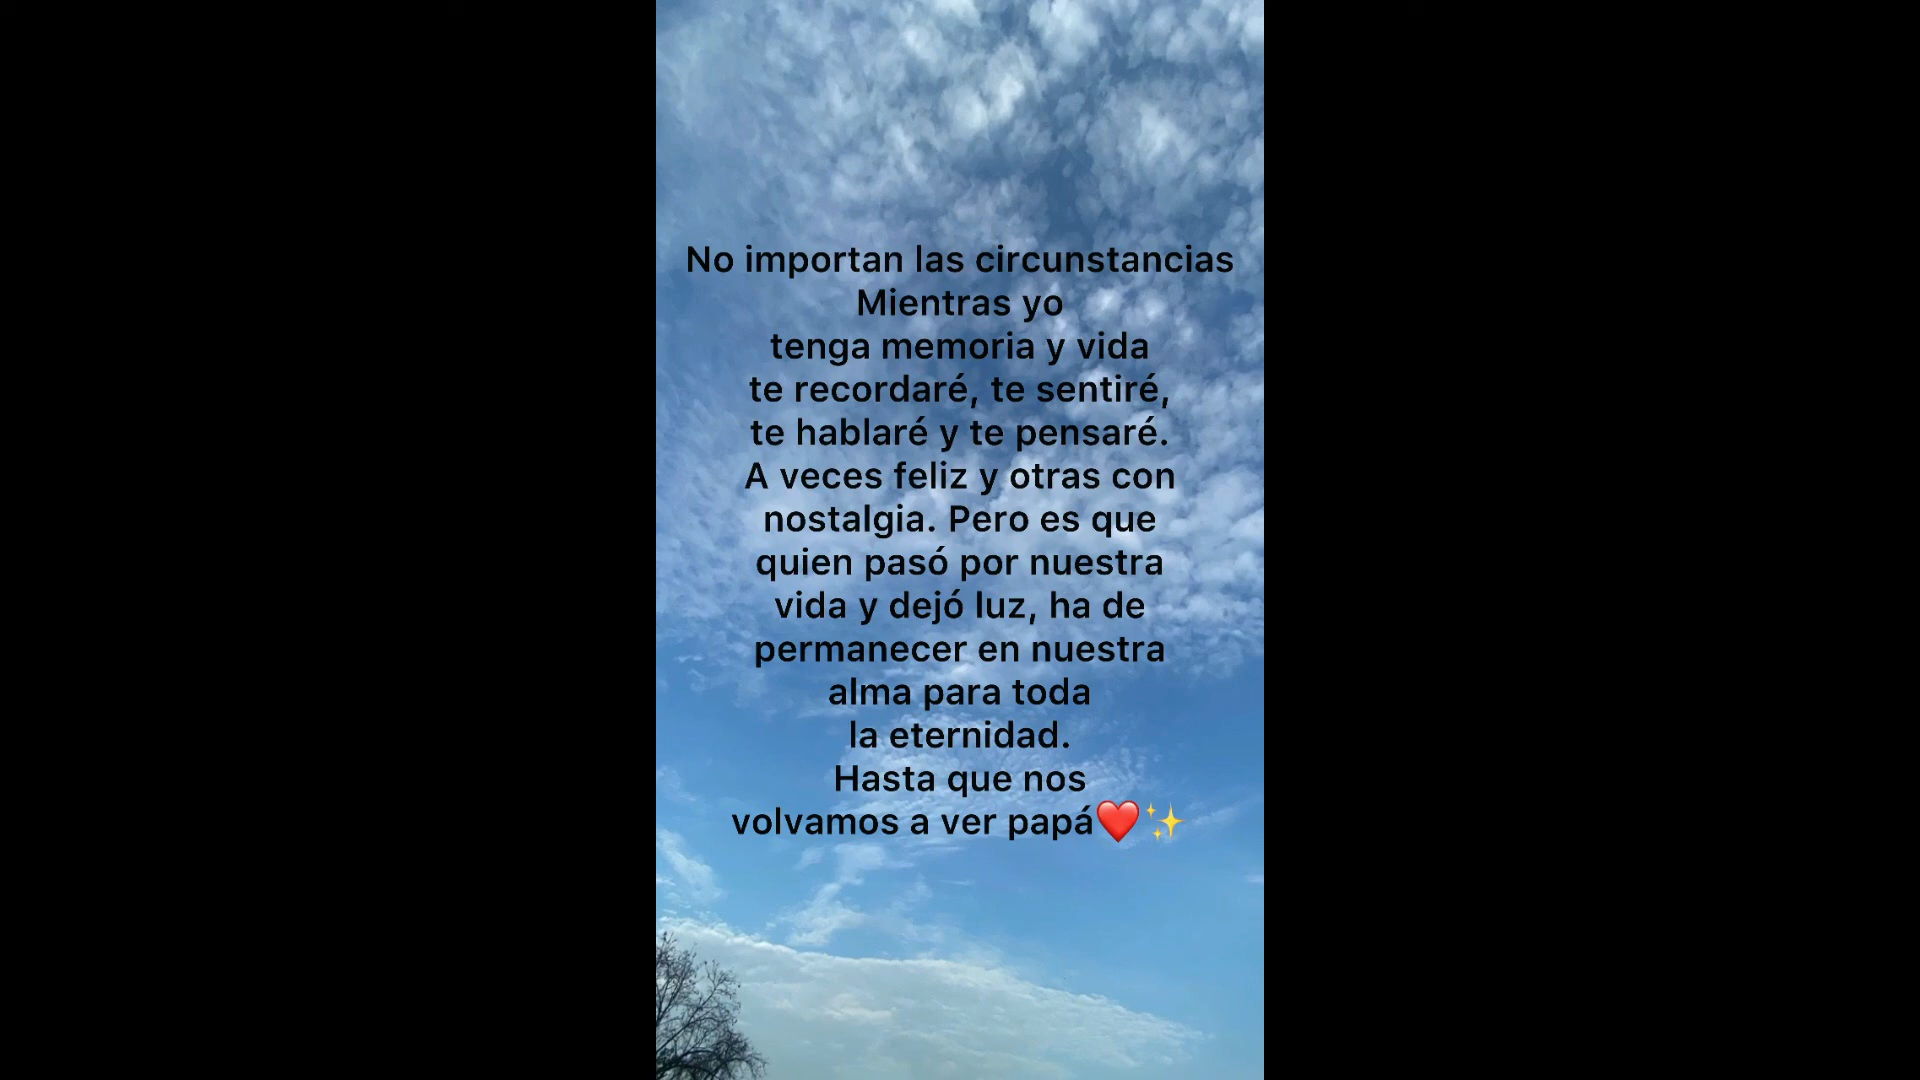 No importan las circunstancias
Mientras yo
tenga memoria y vida
te recordaré, te sentiré,
te hablaré y te pensaré.
A veces feliz y otras con
nostalgia. Pero es que
quien pasó por nuestra
vida y dejó luz, ha de
permanecer en nuestra
alma para toda
la eternidad.
Hasta que nos
volvamos a ver papá❤️✨